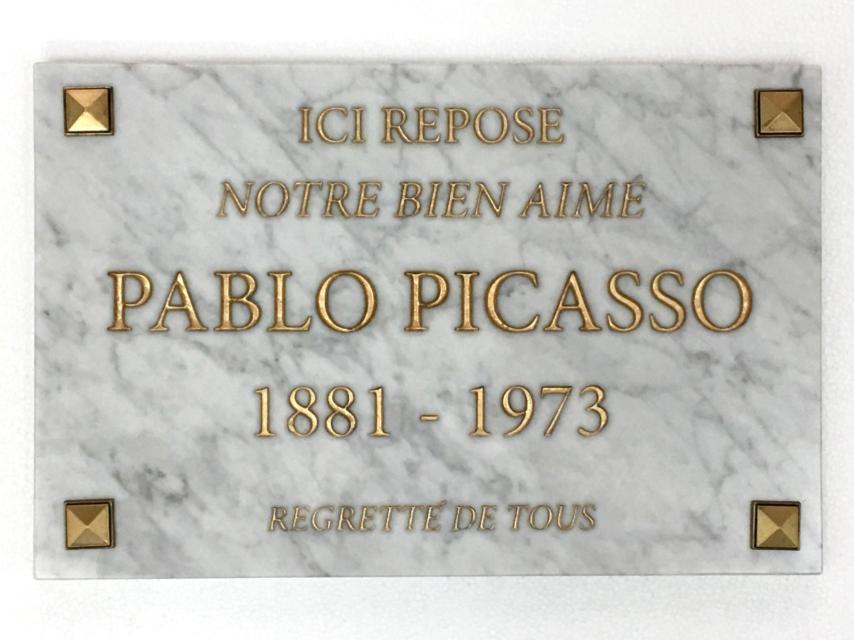 ICI REPOSE
NOTRE BIEN AIMÉ
PABLO PICASSO
1881 - 1973
REGRETTÉ DE TOUS